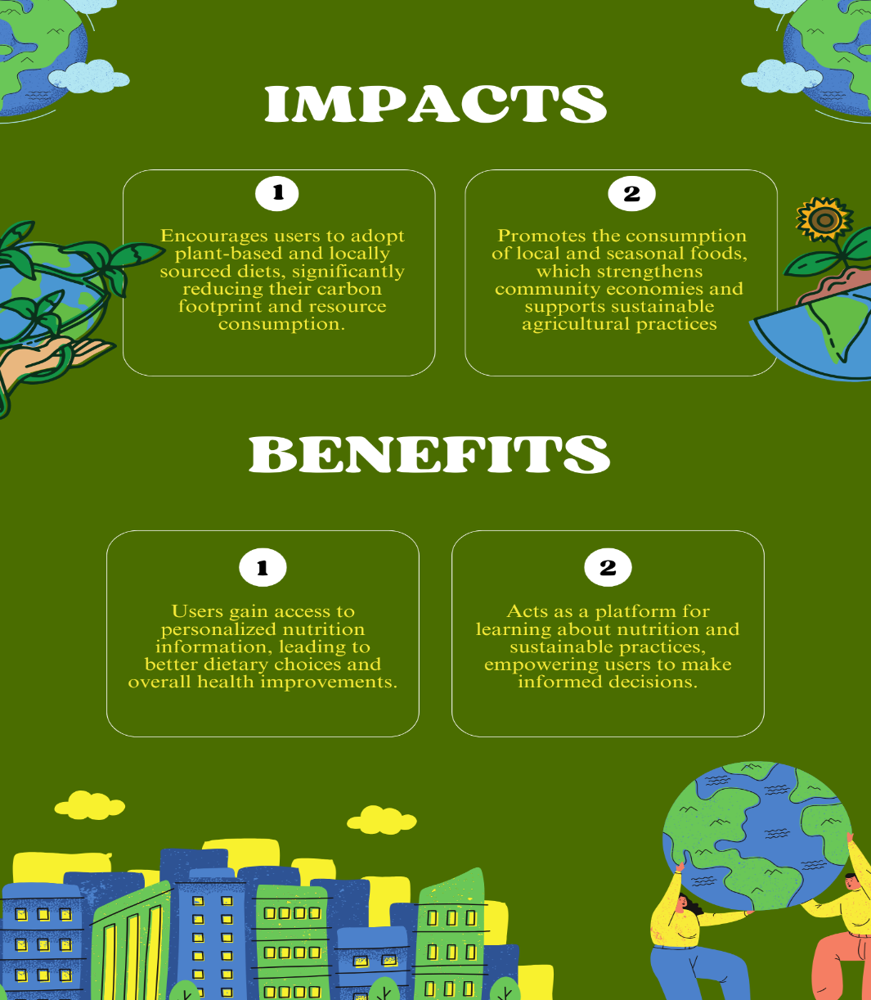 IMPACTS
1
Encourages users to adopt
plant-based and locally
sourced diets, significantly
reducing their carbon
footprint and resource
consumption.
2
Promotes the consumption
of local and seasonal foods,
which strengthens
community economies and
supports sustainable
agricultural practices
BENEFITS
1
Users gain access to
personalized nutrition
information, leading to
better dietary choices and
overall health improvements.
2
Acts as a platform for
learning about nutrition and
sustainable practices,
empowering users to make
informed decisions.